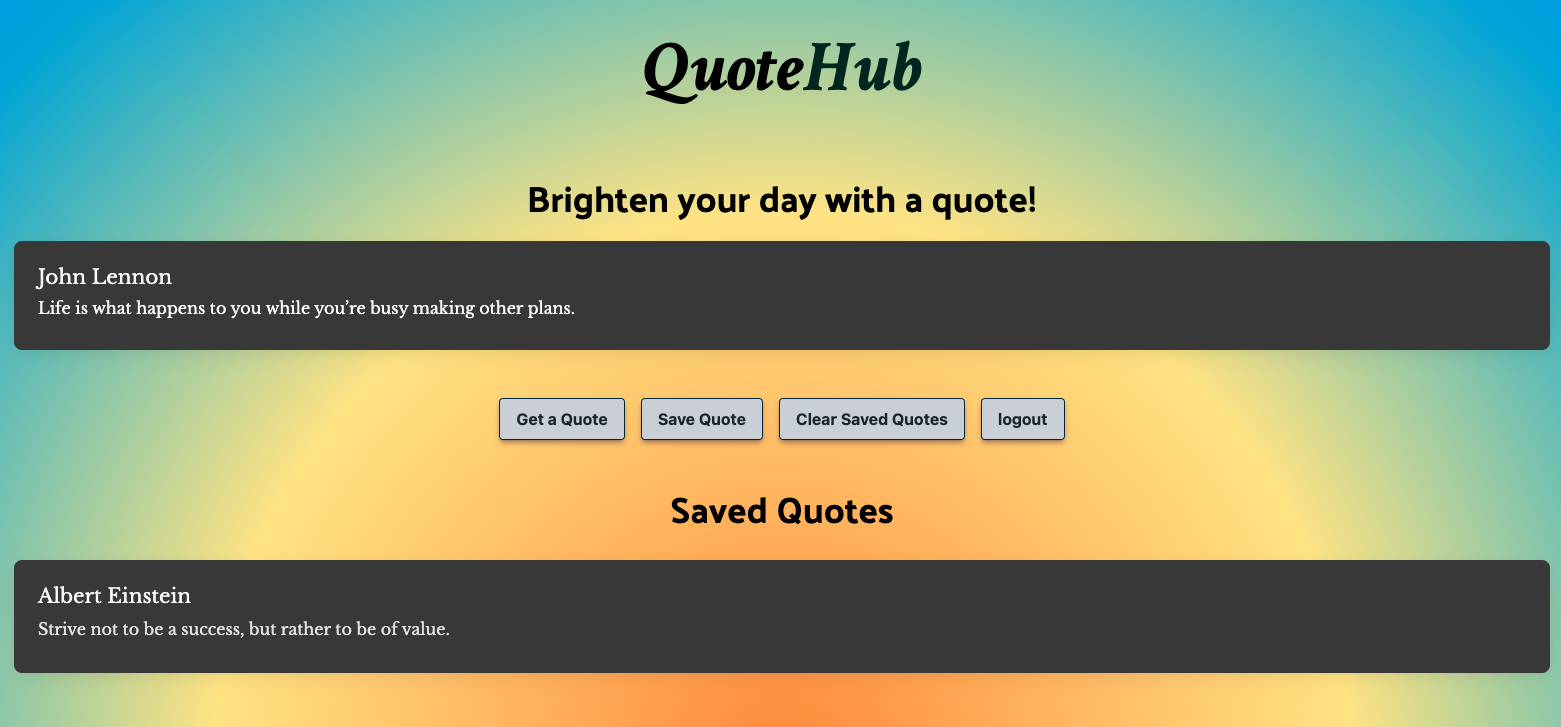 QuoteHub
Brighten your day with a quote!
John Lennon
Life is what happens to you while you’re busy making other plans.
Get a Quote Save Quote Clear Saved Quotes logout
Saved Quotes
Albert Einstein
Strive not to be a success, but rather to be of value.